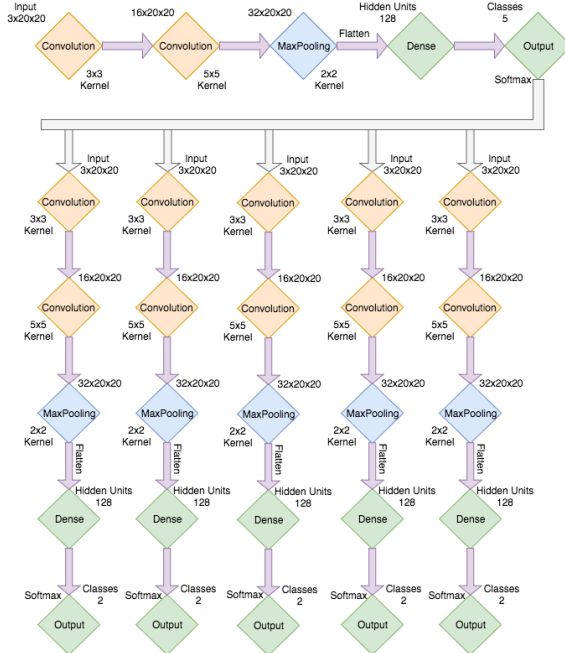 Input
3x20x20
16x20x20
32x20x20
Hidden Units
128
Classes
5
Convolution
Convolution
MaxPooling
Flatten
Dense
Output
3x3
Kernel
5x5
Kernel
2x2
Kernel
Softmax
Input
3x20x20
Input
3x20x20
Input
3x20x20
Input
3x20x20
Input
3x20x20
Convolution
Convolution
Convolution
Convolution
Convolution
3x3
Kernel
3x3
Kernel
3x3
Kernel
3x3
Kernel
3x3
Kernel
16x20x20
16x20x20
16x20x20
16x20x20
16x20x20
Convolution
Convolution
Convolution
Convolution
Convolution
5x5
Kernel
5x5
Kernel
5x5
Kernel
5x5
Kernel
5x5
Kernel
32x20x20
32x20x20
32x20x20
32x20x20
32x20x20
MaxPooling
MaxPooling
MaxPooling
MaxPooling
MaxPooling
2x2
Kernel
2x2
Kernel
2x2
Kernel
2x2
Kernel
2x2
Kernel
Flatten
Flatten
Flatten
Flatten
Flatten
Hidden Units
128
Hidden Units
128
Hidden Units
128
Hidden Units
128
Hidden Units
128
Dense
Dense
Dense
Dense
Dense
Softmax
Classes
2
Softmax
Classes
2
Softmax
Classes
2
Softmax
Classes
2
Softmax
Classes
2
Output
Output
Output
Output
Output